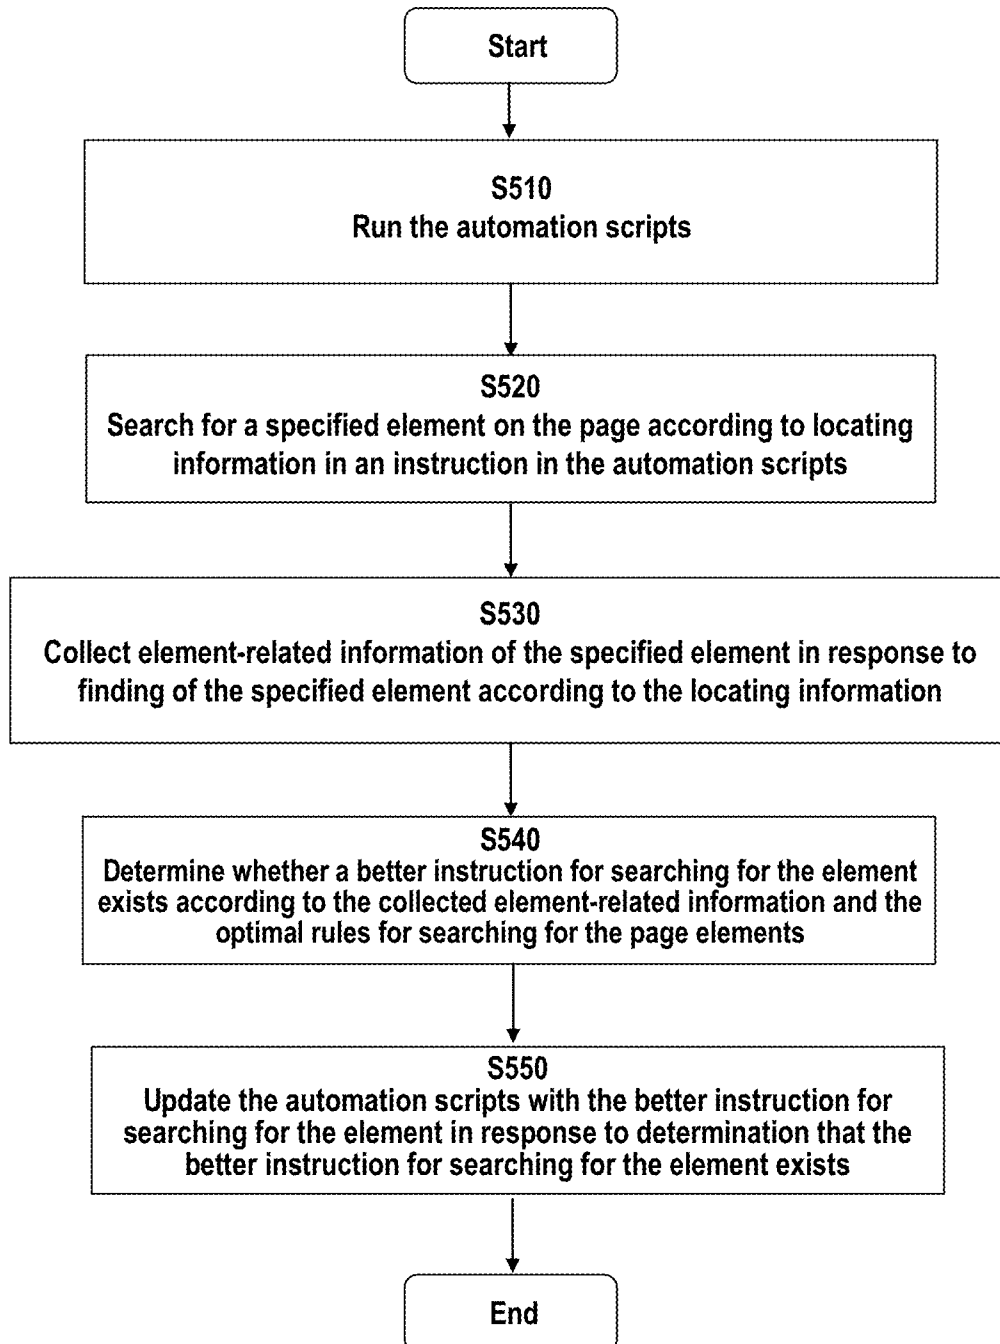 Start
S510
Run the automation scripts
S520
Search for a specified element on the page according to locating
information in an instruction in the automation scripts
S530
Collect element-related information of the specified element in response to
finding of the specified element according to the locating information
S540
Determine whether a better instruction for searching for the element
exists according to the collected element-related information and the
optimal rules for searching for the page elements
S550
Update the automation scripts with the better instruction for
searching for the element in response to determination that the
better instruction for searching for the element exists
End